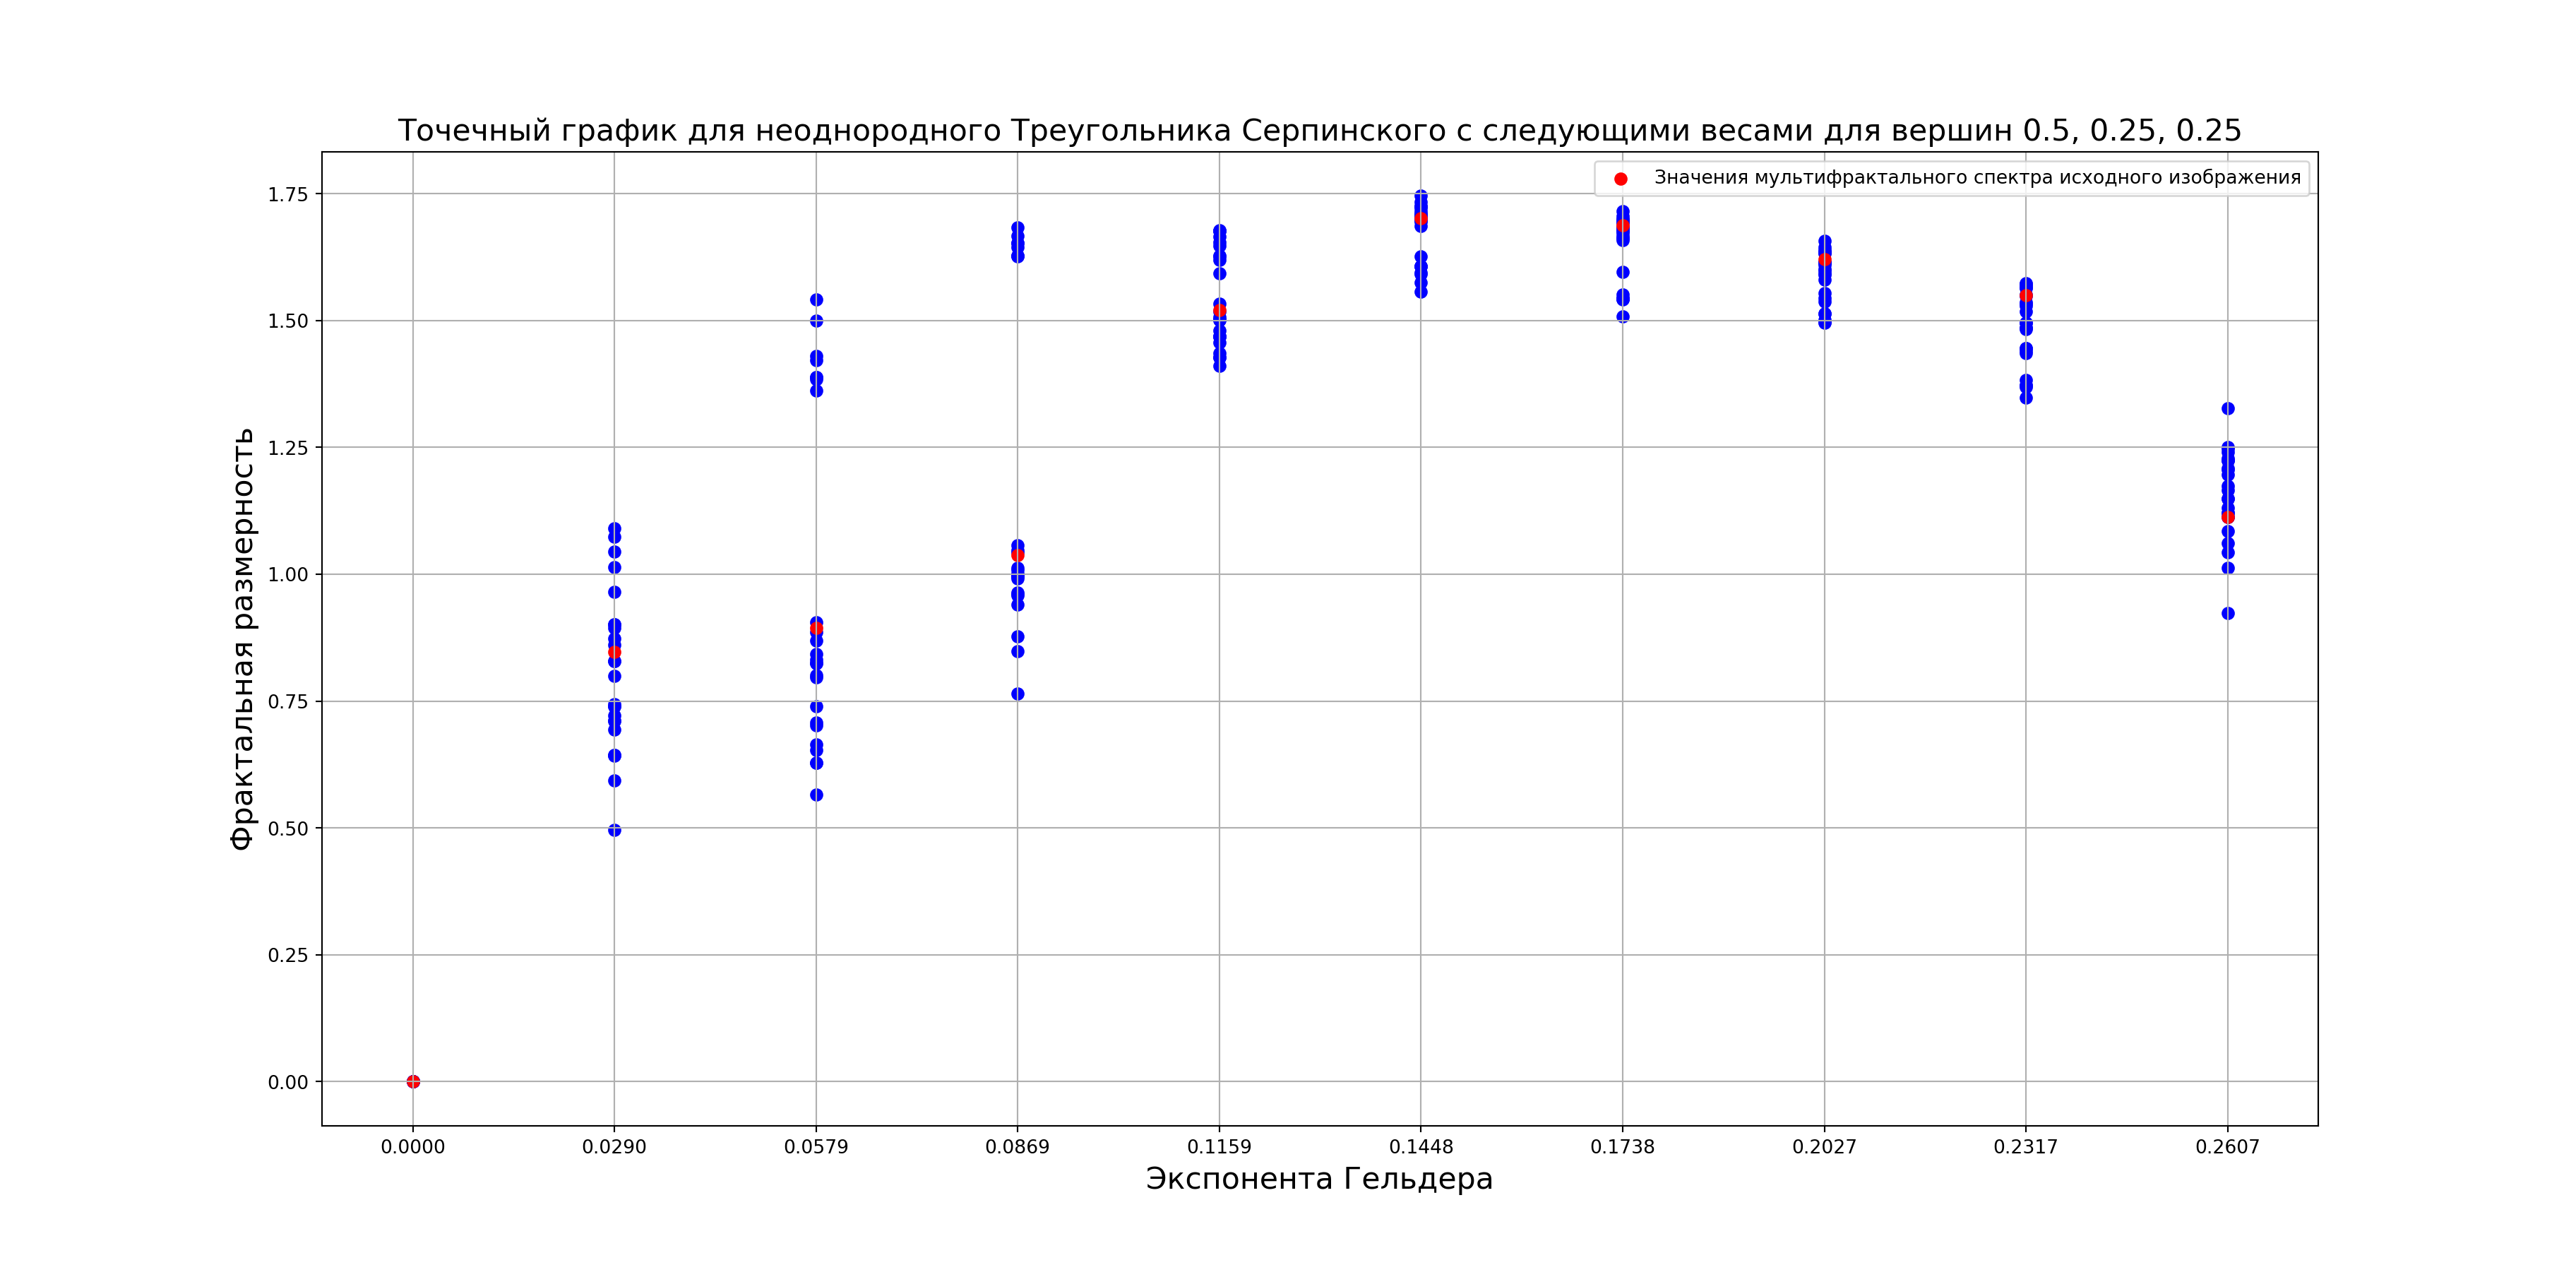 Точечный график для неоднородного Треугольника Серпинского с следующими весами для вершин 0.5, 0.25, 0.25
Значения мультифрактального спектра исходного изображения
Фрактальная размерность
1.75
1.50
1.25
1.00
0.75
0.50
0.25
0.00
0.0000 0.0290 0.0579 0.0869 0.1159 0.1448 0.1738 0.2027 0.2317 0.2607
Экспонента Гельдера